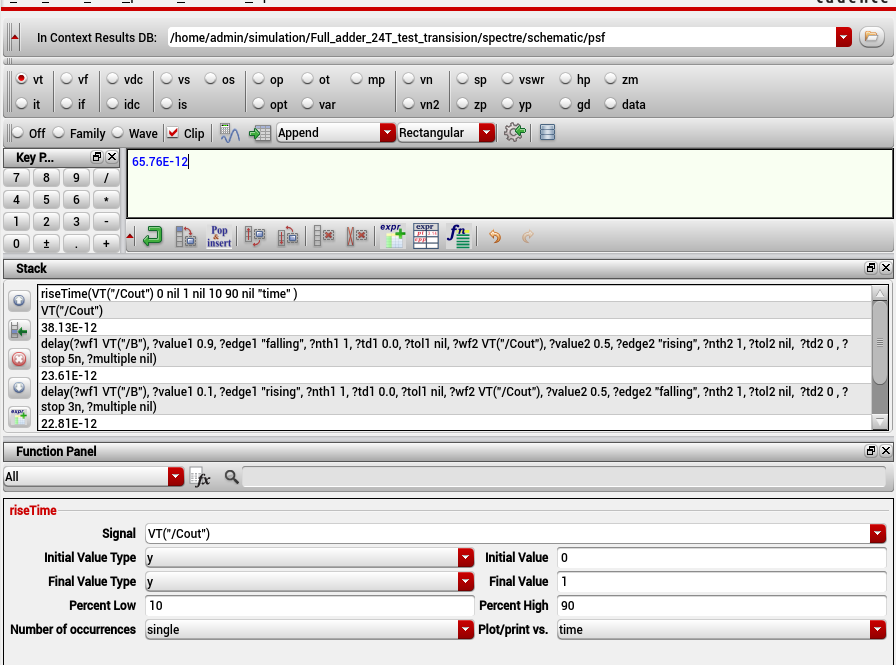 In Context Results DB: /home/admin/simulation/Full_adder_24T_test_transision/spectre/schematic/psf
vt vf vdc vs os op ot mp vn sp vswr hp zm
it if idc is opt var vn2 zp yp gd data
Off Family Wave Clip Append Rectangular
Key P...
65.76E-12
7 8 9 /
4 5 6 *
1 2 3 -
0 ± . +
Pop
insert
expr
expr
fn
Stack
riseTime(VT("/Cout") 0 nil 1 nil 10 90 nil "time" )
VT("/Cout")
38.13E-12
delay(?wf1 VT("/B"), ?value1 0.9, ?edge1 "falling", ?nth1 1, ?td1 0.0, ?tol1 nil, ?wf2 VT("/Cout"), ?value2 0.5, ?edge2 "rising", ?nth2 1, ?tol2 nil,  ?td2 0 , ?
stop 5n, ?multiple nil)
23.61E-12
delay(?wf1 VT("/B"), ?value1 0.1, ?edge1 "rising", ?nth1 1, ?td1 0.0, ?tol1 nil, ?wf2 VT("/Cout"), ?value2 0.5, ?edge2 "falling", ?nth2 1, ?tol2 nil,  ?td2 0 , ?
stop 3n, ?multiple nil)
22.81E-12
expr
Function Panel
All fx
riseTime
Signal VT("/Cout")
Initial Value Type y Initial Value 0
Final Value Type y Final Value 1
Percent Low 10 Percent High 90
Number of occurrences single Plot/print vs. time